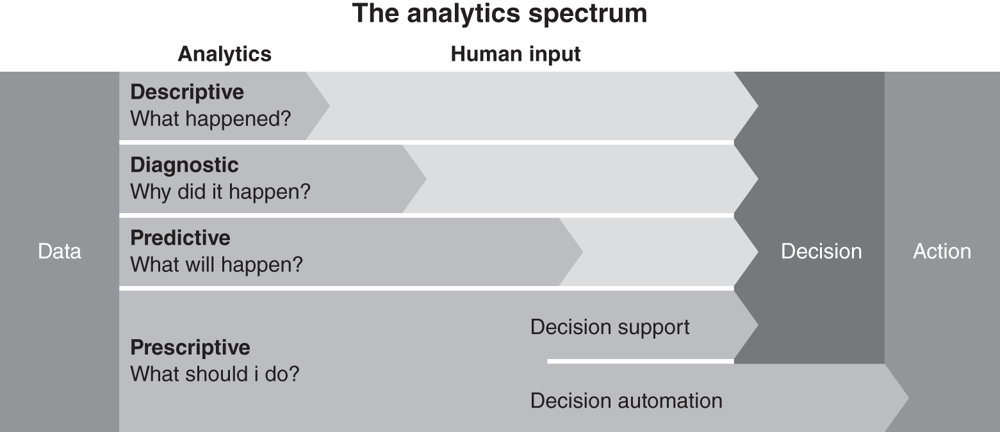 The analytics spectrum
Analytics
Human input
Descriptive
What happened?
Diagnostic
Why did it happen?
Predictive
What will happen?
Data
Decision
Action
Decision support
Prescriptive
What should i do?
Decision automation